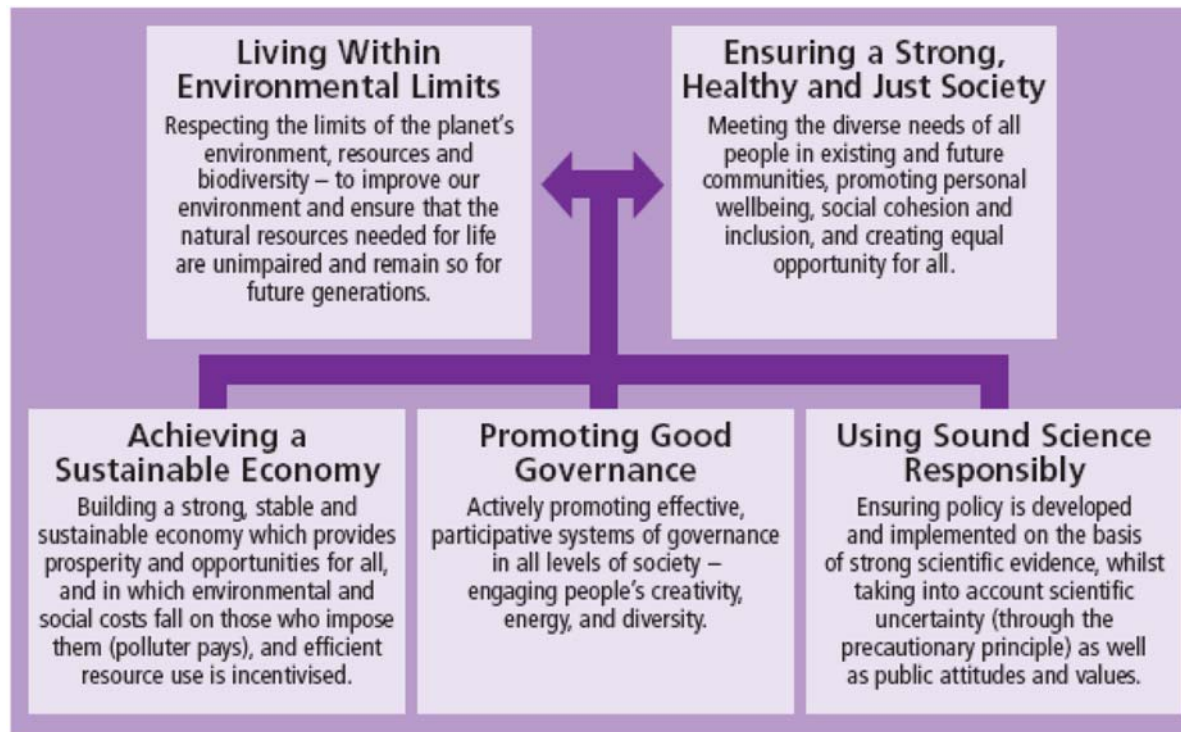 Living Within
Environmental Limits
Respecting the limits of the planet's
environment, resources and
biodiversity – to improve our
environment and ensure that the
natural resources needed for life
are unimpaired and remain so for
future generations.
Ensuring a Strong,
Healthy and Just Society
Meeting the diverse needs of all
people in existing and future
communities, promoting personal
wellbeing, social cohesion and
inclusion, and creating equal
opportunity for all.
Achieving a
Sustainable Economy
Building a strong, stable and
sustainable economy which provides
prosperity and opportunities for all,
and in which environmental and
social costs fall on those who impose
them (polluter pays), and efficient
resource use is incentivised.
Promoting Good
Governance
Actively promoting effective,
participative systems of governance
in all levels of society –
engaging people's creativity,
energy, and diversity.
Using Sound Science
Responsibly
Ensuring policy is developed
and implemented on the basis
of strong scientific evidence, whilst
taking into account scientific
uncertainty (through the
precautionary principle) as well
as public attitudes and values.